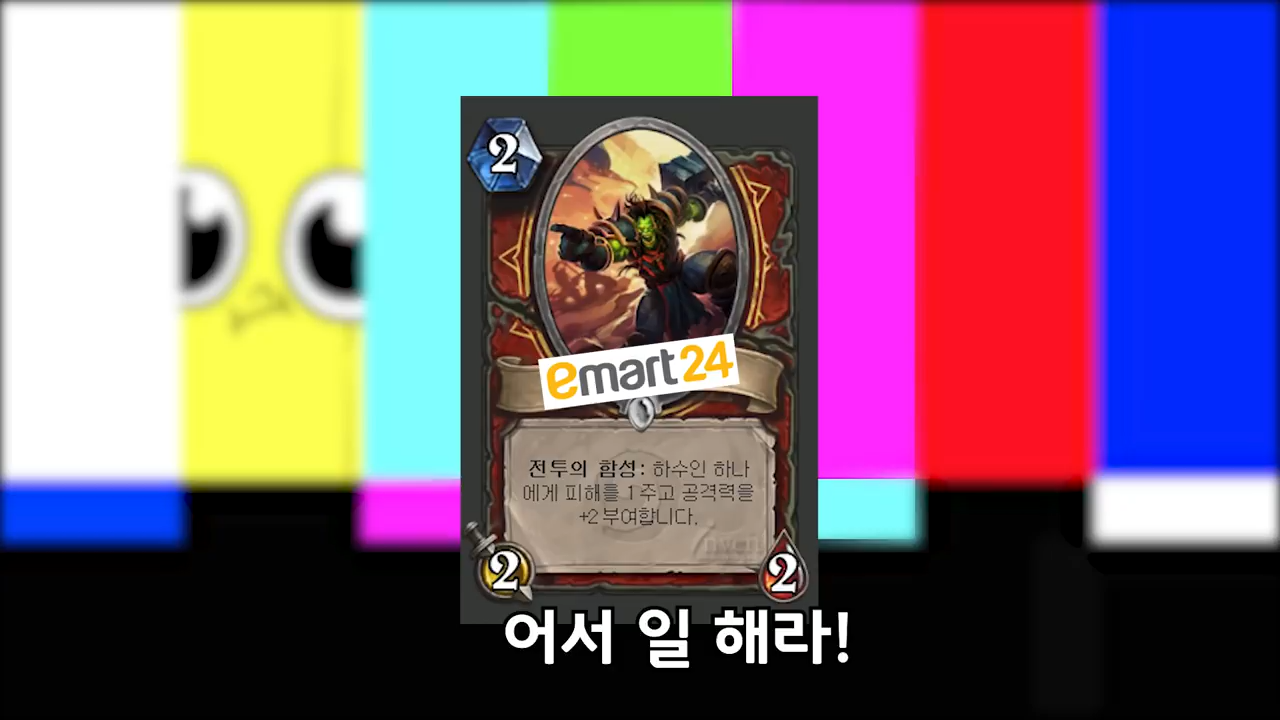 2
emart24
전투의 함성: 하수인 하나
에게 피해를 1 주고 공격력을
+2 부여합니다.
inven
2
2
어서 일 해라!